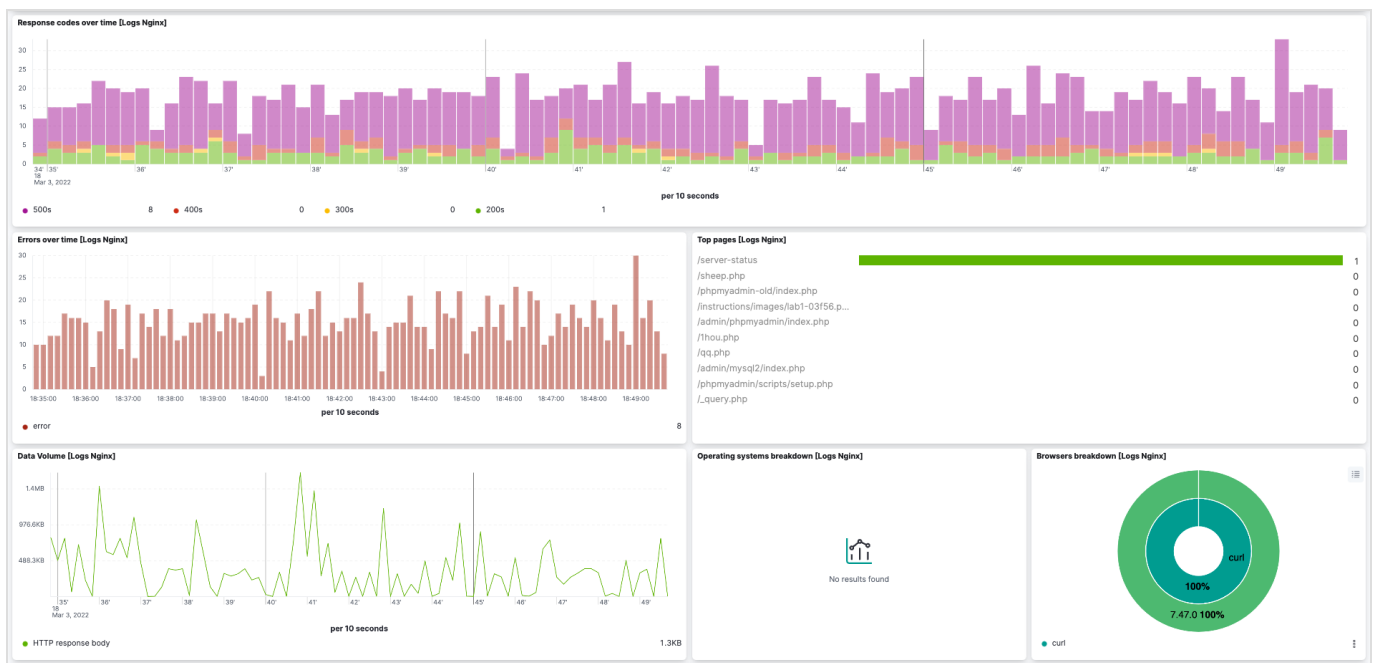 Response codes over time [Logs Nginx]
30
25
20
15
10
5
0
34' 35' 36' 37' 38' 39' 40' 41' 42' 43' 44' 45' 46' 47' 48' 49'
18
Mar 3, 2022
per 10 seconds
500s 8 400s 0 300s 0 200s 1
Errors over time [Logs Nginx]
30
25
20
15
10
5
0
18:35:00 18:36:00 18:37:00 18:38:00 18:39:00 18:40:00 18:41:00 18:42:00 18:43:00 18:44:00 18:45:00 18:46:00 18:47:00 18:48:00 18:49:00
per 10 seconds
error 8
Top pages [Logs Nginx]
/server-status 1
/sheep.php 0
/phpmyadmin-old/index.php 0
/instructions/images/lab1-03f56.p... 0
/admin/phpmyadmin/index.php 0
/1hou.php 0
/qq.php 0
/admin/mysql2/index.php 0
/phpmyadmin/scripts/setup.php 0
/_query.php 0
Data Volume [Logs Nginx]
1.4MB
976.6KB
488.3KB
35' 36' 37' 38' 39' 40' 41' 42' 43' 44' 45' 46' 47' 48' 49'
18
Mar 3, 2022
per 10 seconds
HTTP response body 1.3KB
Operating systems breakdown [Logs Nginx]
No results found
Browsers breakdown [Logs Nginx]
curl
100%
7.47.0 100%
curl